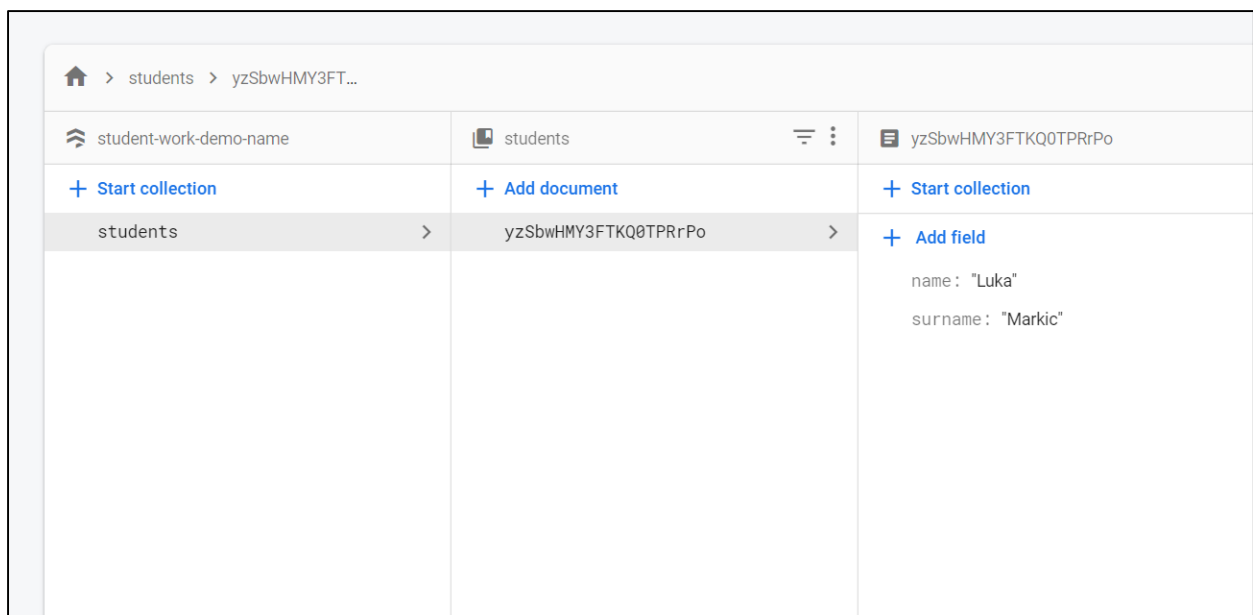 students > yzSbwHMY3FT...
student-work-demo-name
students
yzSbwHMY3FTKQ0TPRrPo
+ Start collection
+ Add document
+ Start collection
students
yzSbwHMY3FTKQ0TPRrPo
+ Add field
name: "Luka"
surname: "Markic"